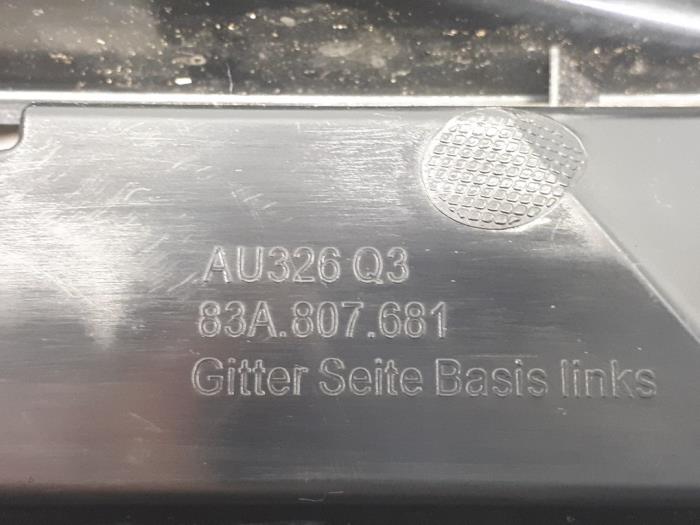 AU326 Q3
83A.807.681
Gitter Seite Basis links